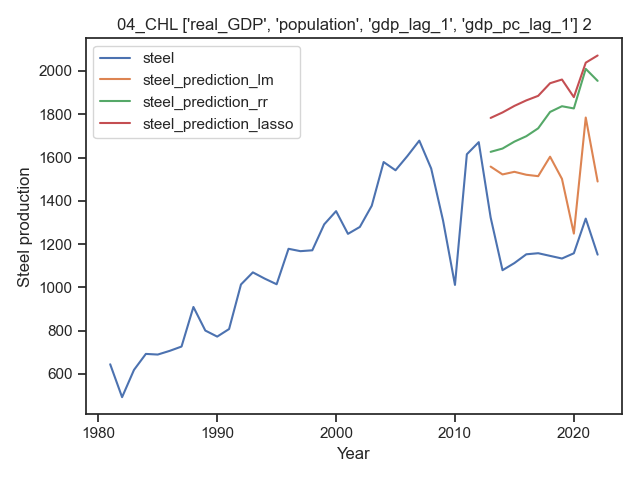 04_CHL ['real_GDP', 'population', 'gdp_lag_1', 'gdp_pc_lag_1'] 2
steel
steel_prediction_lm
steel_prediction_rr
steel_prediction_lasso
2000
1800
1600
1400
1200
1000
800
600
Steel production
1980
1990
2000
2010
2020
Year